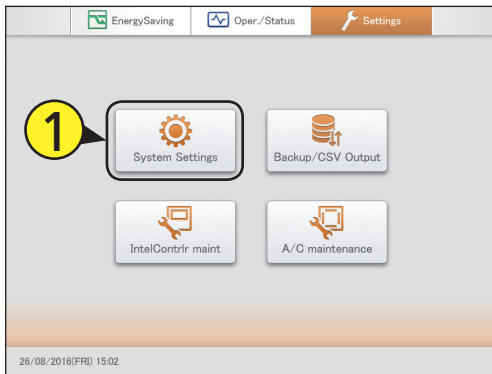 EnergySaving
Oper./Status
Settings
1
System Settings
Backup/CSV Output
IntelContrlr maint
A/C maintenance
26/08/2016(FRI) 15:02